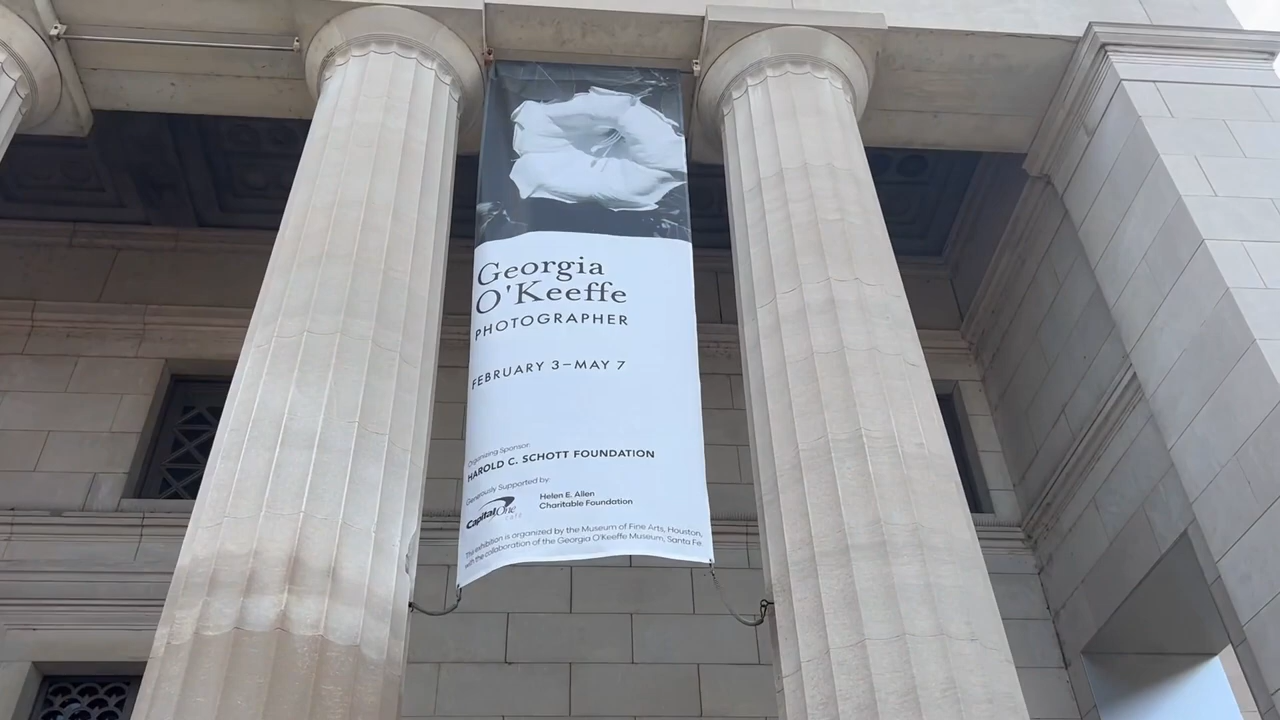 Georgia
O'Keeffe
PHOTOGRAPHER
FEBRUARY 3–MAY 7
Organizing Sponsor:
HAROLD C. SCHOTT FOUNDATION
Generously Supported by
Capital One
Helen E. Allen
Charitable Foundation
This exhibition is organized by the Museum of Fine Arts, Houston,
with the collaboration of the Georgia O'Keeffe Museum, Santa Fe.